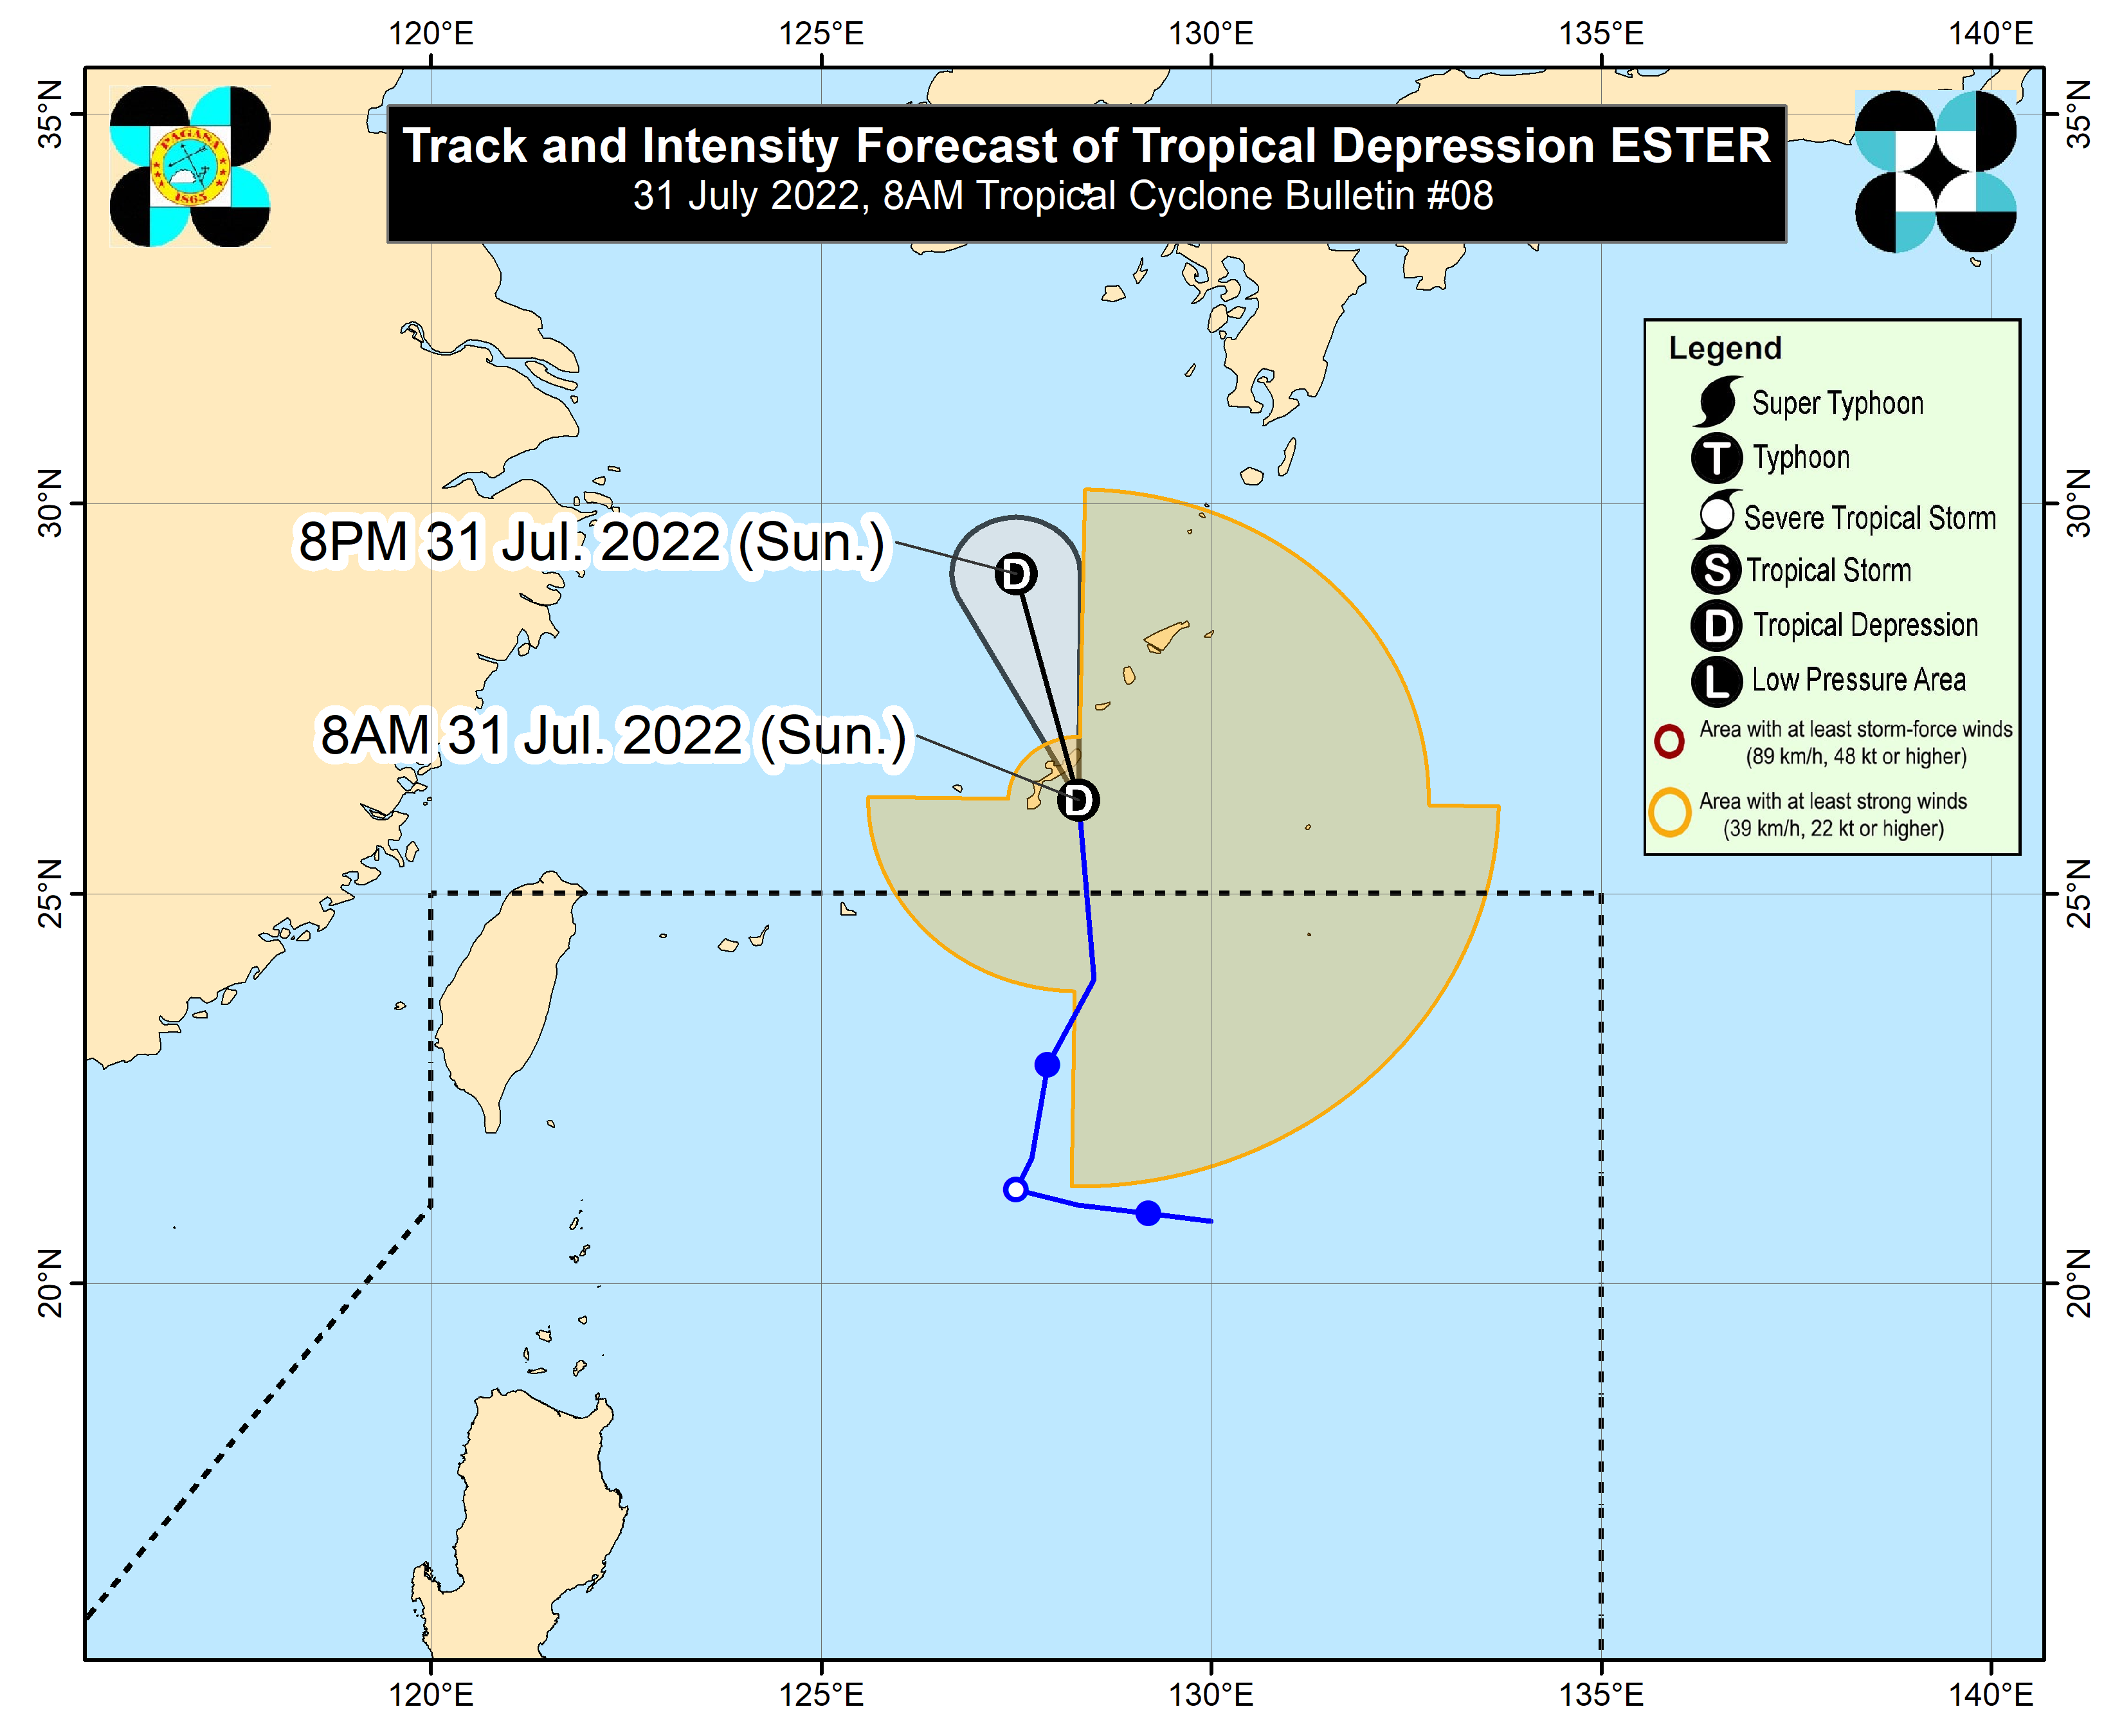 120°E 125°E 130°E 135°E 140°E
35°N 35°N
PAGASA
1865
Track and Intensity Forecast of Tropical Depression ESTER
31 July 2022, 8AM Tropical Cyclone Bulletin #08
Legend
Super Typhoon
T Typhoon
Severe Tropical Storm
S Tropical Storm
D Tropical Depression
L Low Pressure Area
Area with at least storm-force winds
(89 km/h, 48 kt or higher)
Area with at least strong winds
(39 km/h, 22 kt or higher)
30°N 30°N
8PM 31 Jul. 2022 (Sun.)
D
8AM 31 Jul. 2022 (Sun.)
D
25°N 25°N
20°N 20°N
120°E 125°E 130°E 135°E 140°E